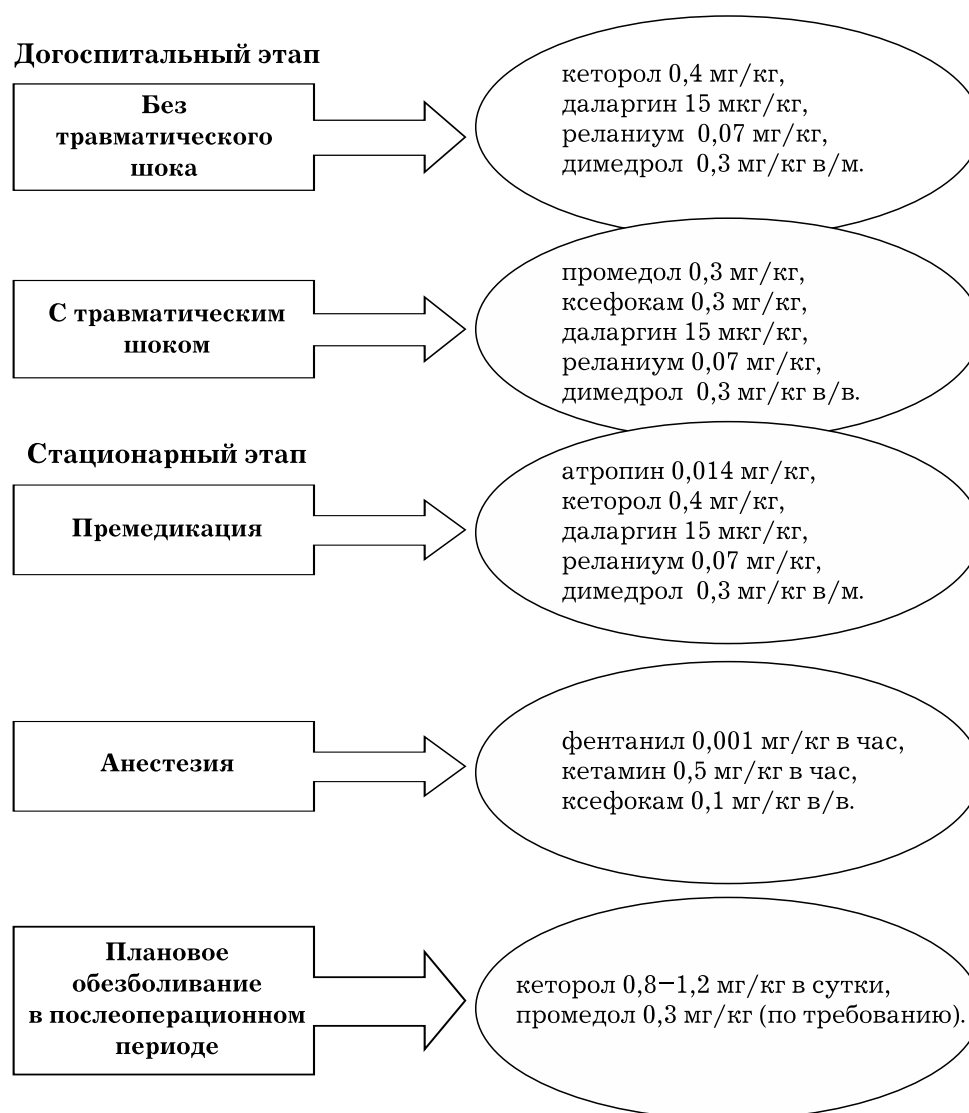 Догоспитальный этап
Без
травматического
шока
кеторол 0,4 мг/кг,
даларгин 15 мкг/кг,
реланиум 0,07 мг/кг,
димедрол 0,3 мг/кг в/м.
С травматическим
шоком
промедол 0,3 мг/кг,
ксефокам 0,3 мг/кг,
даларгин 15 мкг/кг,
реланиум 0,07 мг/кг,
димедрол 0,3 мг/кг в/в.
Стационарный этап
Премедикация
атропин 0,014 мг/кг,
кеторол 0,4 мг/кг,
даларгин 15 мкг/кг,
реланиум 0,07 мг/кг,
димедрол 0,3 мг/кг в/м.
Анестезия
фентанил 0,001 мг/кг в час,
кетамин 0,5 мг/кг в час,
ксефокам 0,1 мг/кг в/в.
Плановое
обезболивание
в послеоперационном
периоде
кеторол 0,8–1,2 мг/кг в сутки,
промедол 0,3 мг/кг (по требованию).